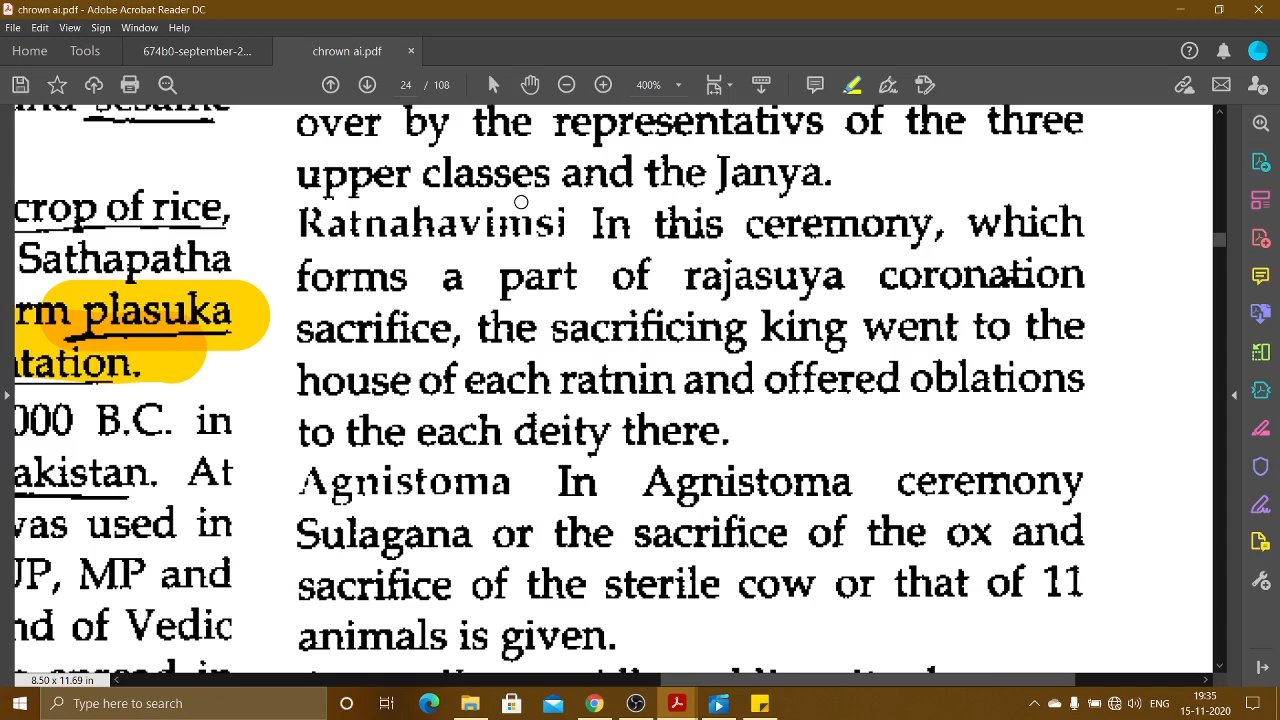 chrown ai.pdf - Adobe Acrobat Reader DC
File Edit View Sign Window Help
Home Tools 674b0-september-2... chrown ai.pdf ×
24 / 108 400%
crop of rice,
Sathapatha
rm plasuka
tation.
000 B.C. in
akistan. At
was used in
UP, MP and
nd of Vedic
over by the representativs of the three
upper classes and the Janya.
Ratnahavimsi In this ceremony, which
forms a part of rajasuya coronation
sacrifice, the sacrificing king went to the
house of each ratnin and offered oblations
to the each deity there.
Agnistoma In Agnistoma ceremony
Sulagana or the sacrifice of the ox and
sacrifice of the sterile cow or that of 11
animals is given.
8.50 x 11.69 in
Type here to search
19:35
15-11-2020